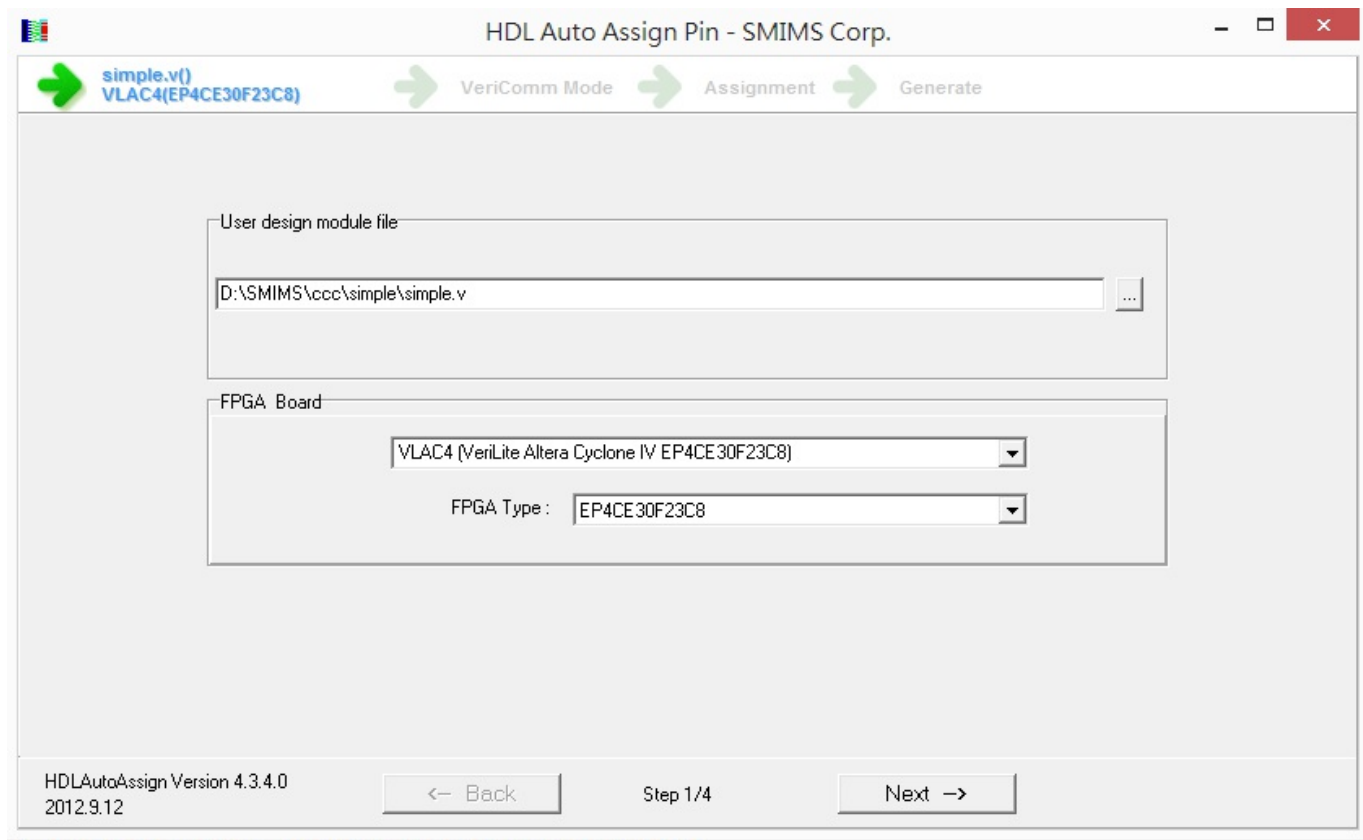 HDL Auto Assign Pin - SMIMS Corp.
simple.v()
VLAC4(EP4CE30F23C8)
VeriComm Mode
Assignment
Generate
User design module file
D:\SMIMS\ccc\simple\simple.v
...
FPGA Board
VLAC4 (VeriLite Altera Cyclone IV EP4CE30F23C8)
FPGA Type :
EP4CE30F23C8
HDLAutoAssign Version 4.3.4.0
2012.9.12
<-- Back
Step 1/4
Next -->